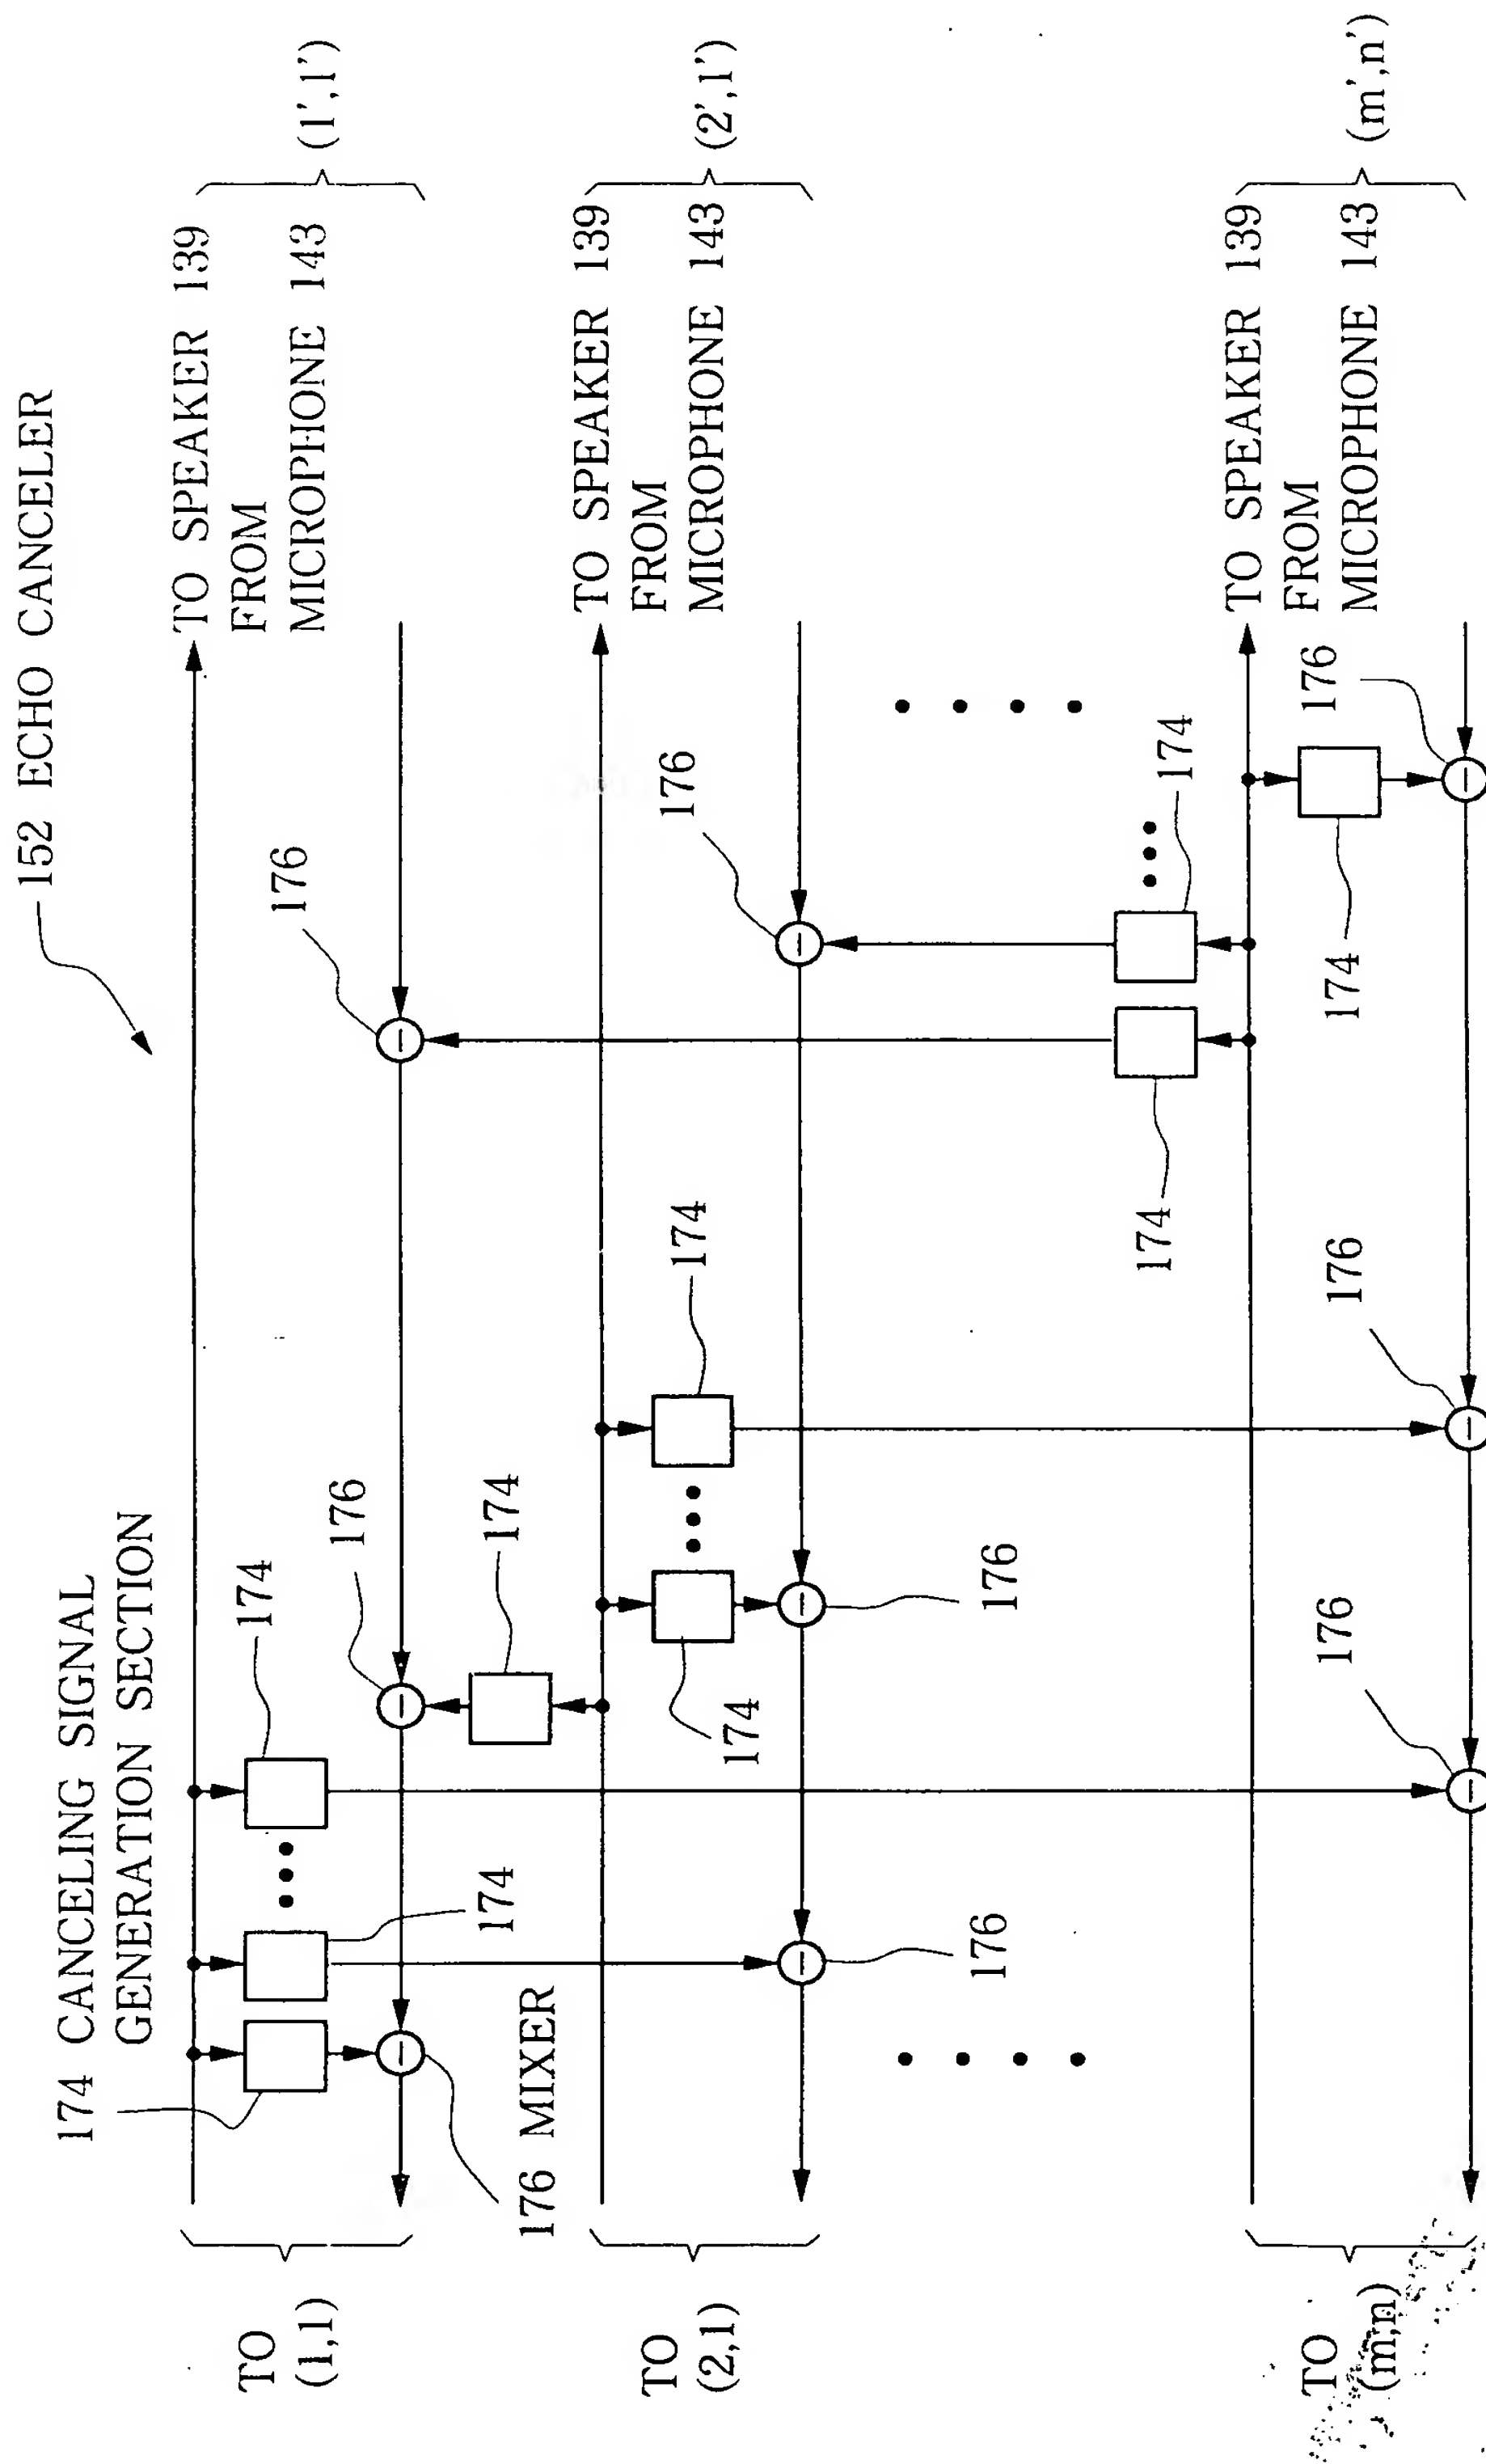 152 ECHO CANCELER
174 CANCELING SIGNAL
GENERATION SECTION
TO SPEAKER 139
FROM
MICROPHONE 143
(1',1')
174
174
176
176
TO
(1,1)
176 MIXER
174
TO SPEAKER 139
FROM
MICROPHONE 143
(2',1')
174
174
176
176
176
TO
(2,1)
174
174
TO SPEAKER 139
FROM
MICROPHONE 143
(m',n')
174
176
176
176
TO
(m,n)